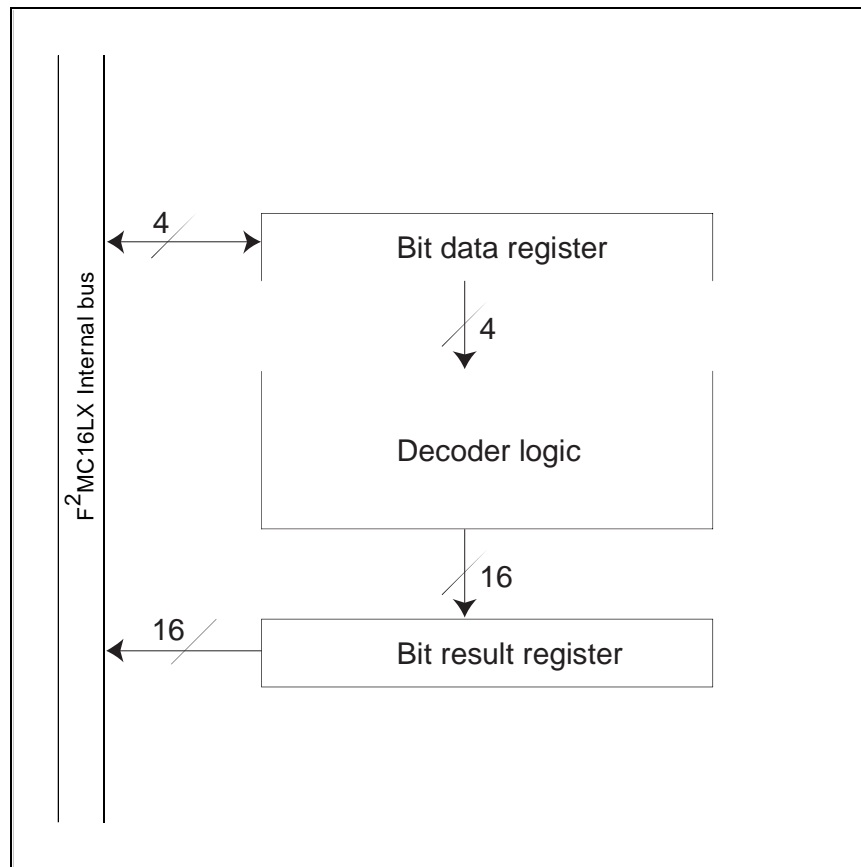 4
Bit data register
4
F²MC16LX Internal bus
Decoder logic
16
16
Bit result register